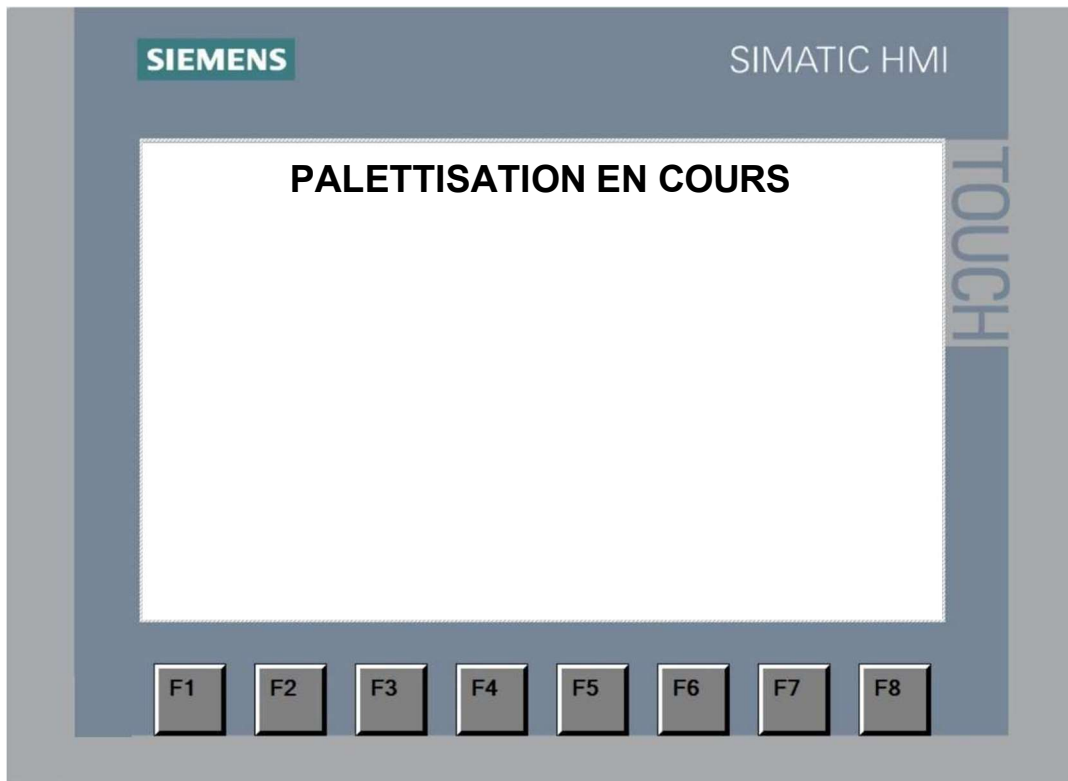 SIEMENS
SIMATIC HMI
PALETTISATION EN COURS
TOUCH
F1 F2 F3 F4 F5 F6 F7 F8